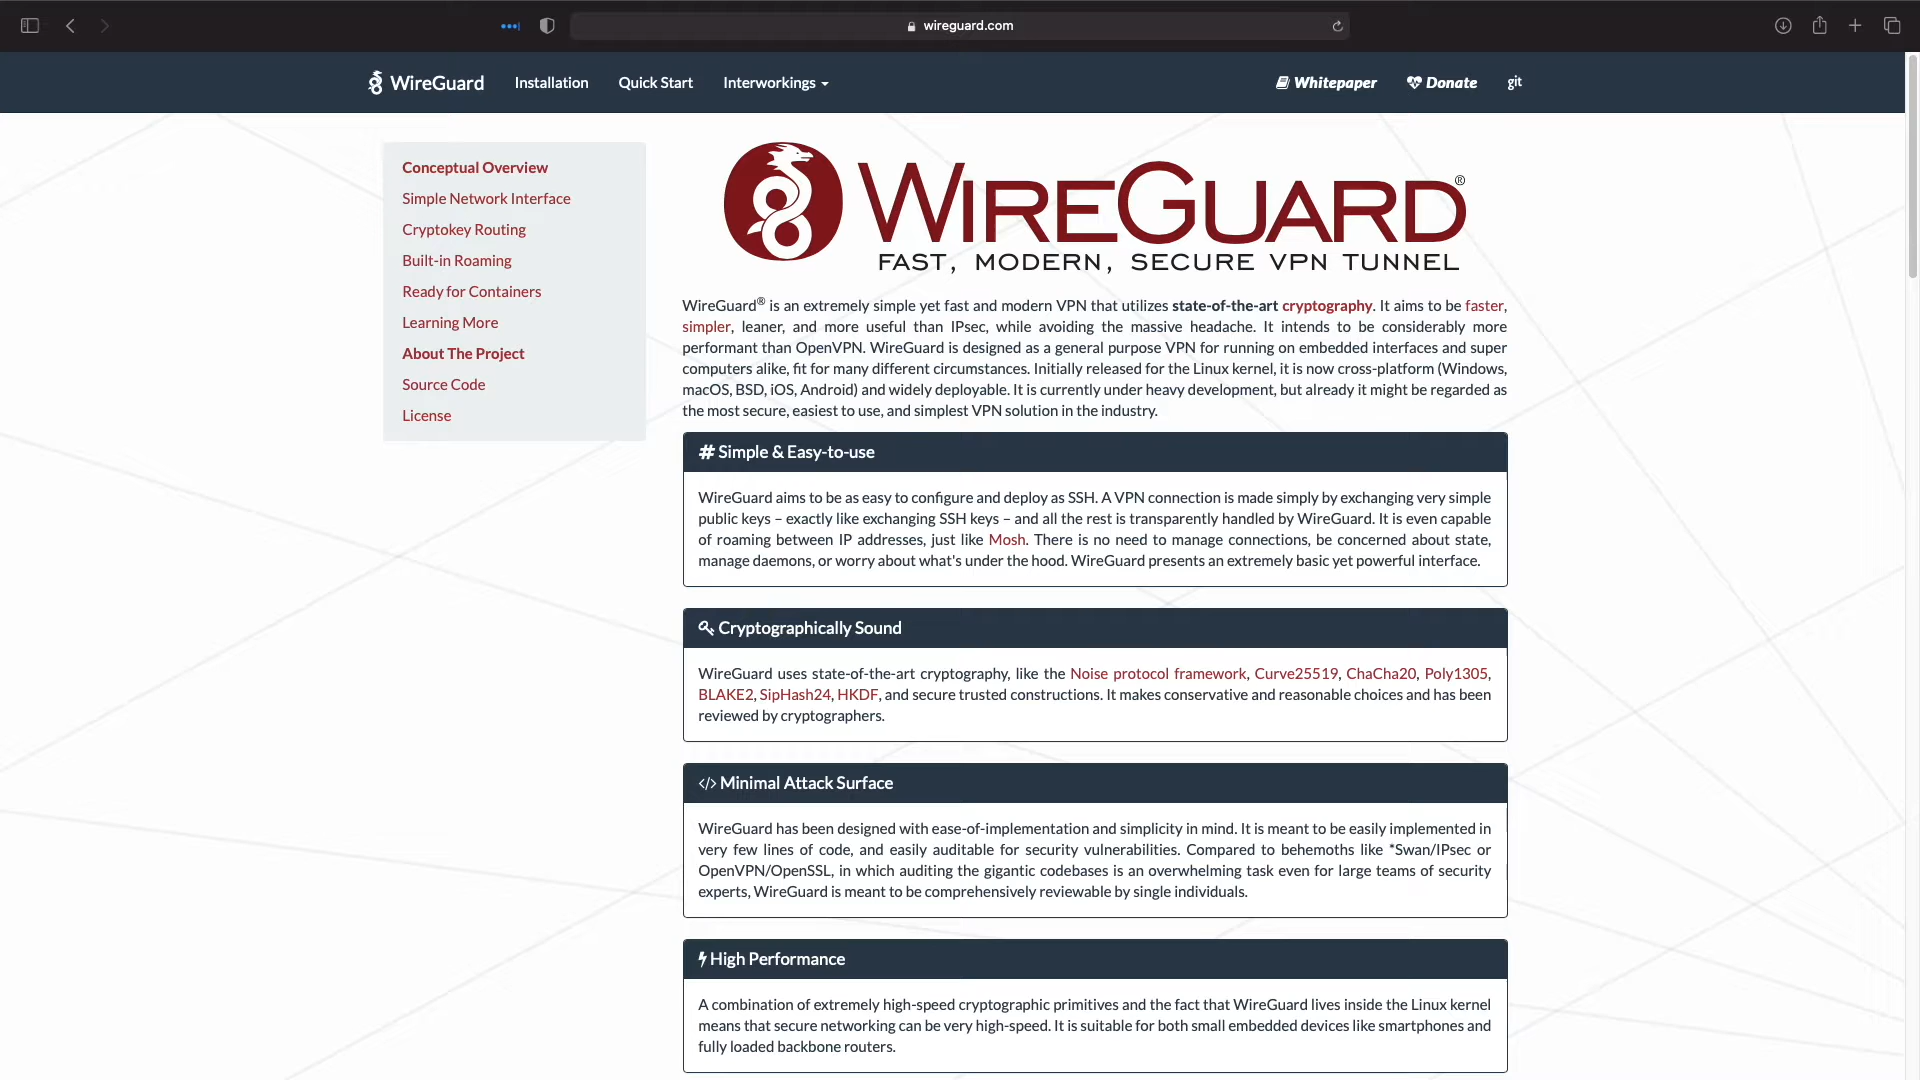 wireguard.com
WireGuard Installation Quick Start Interworkings Whitepaper Donate git
Conceptual Overview
Simple Network Interface
Cryptokey Routing
Built-in Roaming
Ready for Containers
Learning More
About The Project
Source Code
License
WIREGUARD®
FAST, MODERN, SECURE VPN TUNNEL
WireGuard® is an extremely simple yet fast and modern VPN that utilizes state-of-the-art cryptography. It aims to be faster,
simpler, leaner, and more useful than IPsec, while avoiding the massive headache. It intends to be considerably more
performant than OpenVPN. WireGuard is designed as a general purpose VPN for running on embedded interfaces and super
computers alike, fit for many different circumstances. Initially released for the Linux kernel, it is now cross-platform (Windows,
macOS, BSD, iOS, Android) and widely deployable. It is currently under heavy development, but already it might be regarded as
the most secure, easiest to use, and simplest VPN solution in the industry.
# Simple & Easy-to-use
WireGuard aims to be as easy to configure and deploy as SSH. A VPN connection is made simply by exchanging very simple
public keys – exactly like exchanging SSH keys – and all the rest is transparently handled by WireGuard. It is even capable
of roaming between IP addresses, just like Mosh. There is no need to manage connections, be concerned about state,
manage daemons, or worry about what's under the hood. WireGuard presents an extremely basic yet powerful interface.
Cryptographically Sound
WireGuard uses state-of-the-art cryptography, like the Noise protocol framework, Curve25519, ChaCha20, Poly1305,
BLAKE2, SipHash24, HKDF, and secure trusted constructions. It makes conservative and reasonable choices and has been
reviewed by cryptographers.
</> Minimal Attack Surface
WireGuard has been designed with ease-of-implementation and simplicity in mind. It is meant to be easily implemented in
very few lines of code, and easily auditable for security vulnerabilities. Compared to behemoths like *Swan/IPsec or
OpenVPN/OpenSSL, in which auditing the gigantic codebases is an overwhelming task even for large teams of security
experts, WireGuard is meant to be comprehensively reviewable by single individuals.
High Performance
A combination of extremely high-speed cryptographic primitives and the fact that WireGuard lives inside the Linux kernel
means that secure networking can be very high-speed. It is suitable for both small embedded devices like smartphones and
fully loaded backbone routers.